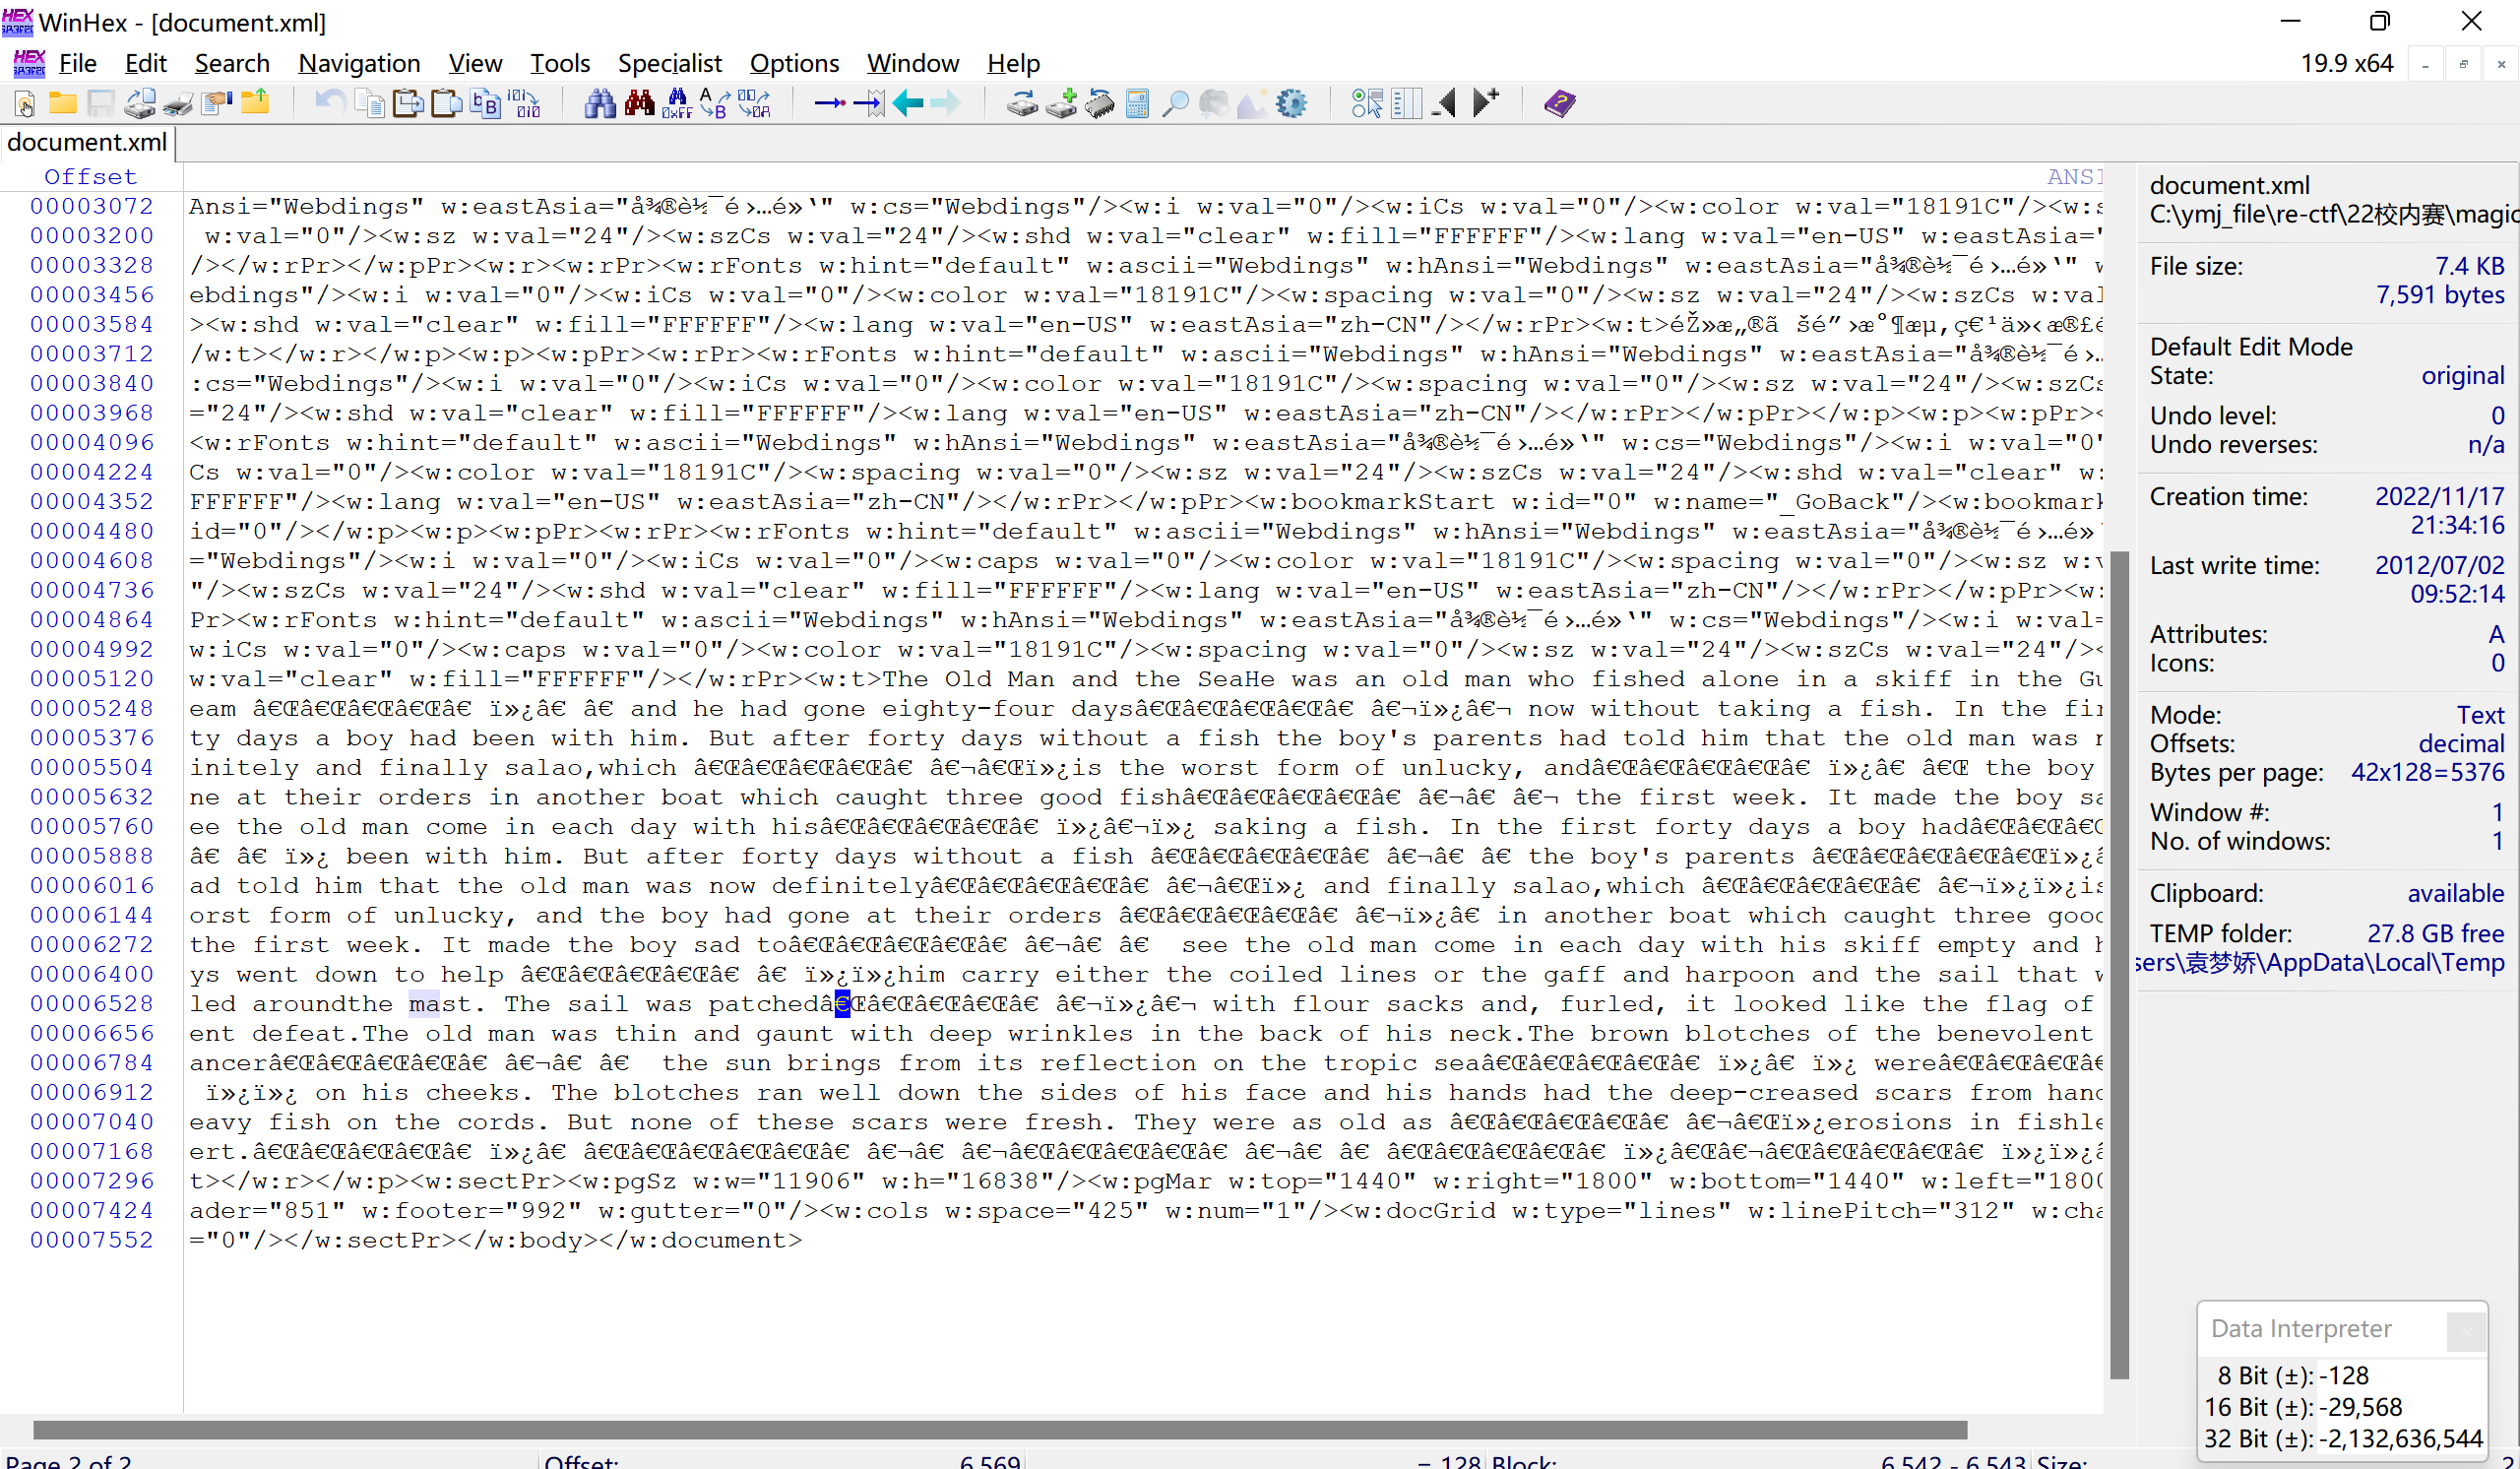 WinHex - [document.xml]
File Edit Search Navigation View Tools Specialist Options Window Help 19.9 x64
document.xml
Offset ANSI
00003072 Ansi="Webdings" w:eastAsia="å¾®è½¯é›…é»‘" w:cs="Webdings"/><w:i w:val="0"/><w:iCs w:val="0"/><w:color w:val="18191C"/><w:s
00003200 w:val="0"/><w:sz w:val="24"/><w:szCs w:val="24"/><w:shd w:val="clear" w:fill="FFFFFF"/><w:lang w:val="en-US" w:eastAsia="
00003328 /></w:rPr></w:pPr><w:r><w:rPr><w:rFonts w:hint="default" w:ascii="Webdings" w:hAnsi="Webdings" w:eastAsia="å¾®è½¯é›…é»‘" w
00003456 ebdings"/><w:i w:val="0"/><w:iCs w:val="0"/><w:color w:val="18191C"/><w:spacing w:val="0"/><w:sz w:val="24"/><w:szCs w:val
00003584 ><w:shd w:val="clear" w:fill="FFFFFF"/><w:lang w:val="en-US" w:eastAsia="zh-CN"/></w:rPr><w:t>
00003712 /w:t></w:r></w:p><w:p><w:pPr><w:rPr><w:rFonts w:hint="default" w:ascii="Webdings" w:hAnsi="Webdings" w:eastAsia="å¾®è½¯é›…
00003840 :cs="Webdings"/><w:i w:val="0"/><w:iCs w:val="0"/><w:color w:val="18191C"/><w:spacing w:val="0"/><w:sz w:val="24"/><w:szCs
00003968 ="24"/><w:shd w:val="clear" w:fill="FFFFFF"/><w:lang w:val="en-US" w:eastAsia="zh-CN"/></w:rPr></w:pPr></w:p><w:p><w:pPr><
00004096 <w:rFonts w:hint="default" w:ascii="Webdings" w:hAnsi="Webdings" w:eastAsia="å¾®è½¯é›…é»‘" w:cs="Webdings"/><w:i w:val="0"
00004224 Cs w:val="0"/><w:color w:val="18191C"/><w:spacing w:val="0"/><w:sz w:val="24"/><w:szCs w:val="24"/><w:shd w:val="clear" w:
00004352 FFFFFF"/><w:lang w:val="en-US" w:eastAsia="zh-CN"/></w:rPr></w:pPr><w:bookmarkStart w:id="0" w:name="_GoBack"/><w:bookmark
00004480 id="0"/></w:p><w:p><w:pPr><w:rPr><w:rFonts w:hint="default" w:ascii="Webdings" w:hAnsi="Webdings" w:eastAsia="å¾®è½¯é›…é»‘
00004608 ="Webdings"/><w:i w:val="0"/><w:iCs w:val="0"/><w:caps w:val="0"/><w:color w:val="18191C"/><w:spacing w:val="0"/><w:sz w:v
00004736 "/><w:szCs w:val="24"/><w:shd w:val="clear" w:fill="FFFFFF"/><w:lang w:val="en-US" w:eastAsia="zh-CN"/></w:rPr></w:pPr><w:
00004864 Pr><w:rFonts w:hint="default" w:ascii="Webdings" w:hAnsi="Webdings" w:eastAsia="å¾®è½¯é›…é»‘" w:cs="Webdings"/><w:i w:val=
00004992 w:iCs w:val="0"/><w:caps w:val="0"/><w:color w:val="18191C"/><w:spacing w:val="0"/><w:sz w:val="24"/><w:szCs w:val="24"/><
00005120 w:val="clear" w:fill="FFFFFF"/></w:rPr><w:t>The Old Man and the SeaHe was an old man who fished alone in a skiff in the Gu
00005248 eam â€Œâ€Œâ€Œâ€Œâ€ ï»¿â€ â€ and he had gone eighty-four daysâ€Œâ€Œâ€Œâ€Œâ€ â€¬ï»¿â€¬ now without taking a fish. In the fir
00005376 ty days a boy had been with him. But after forty days without a fish the boy's parents had told him that the old man was n
00005504 initely and finally salao,which â€Œâ€Œâ€Œâ€Œâ€ â€¬â€Œï»¿is the worst form of unlucky, andâ€Œâ€Œâ€Œâ€Œâ€ ï»¿â€ â€Œ the boy
00005632 ne at their orders in another boat which caught three good fishâ€Œâ€Œâ€Œâ€Œâ€ â€¬â€ â€¬ the first week. It made the boy sa
00005760 ee the old man come in each day with hisâ€Œâ€Œâ€Œâ€Œâ€ ï»¿â€¬ï»¿ saking a fish. In the first forty days a boy hadâ€Œâ€Œâ€Œ
00005888 â€ â€ ï»¿ been with him. But after forty days without a fish â€Œâ€Œâ€Œâ€Œâ€ â€¬â€ â€ the boy's parents â€Œâ€Œâ€Œâ€Œâ€Œï»¿â
00006016 ad told him that the old man was now definitelyâ€Œâ€Œâ€Œâ€Œâ€ â€¬â€Œï»¿ and finally salao,which â€Œâ€Œâ€Œâ€Œâ€ â€¬ï»¿ï»¿is
00006144 orst form of unlucky, and the boy had gone at their orders â€Œâ€Œâ€Œâ€Œâ€ â€¬ï»¿â€ in another boat which caught three good
00006272 the first week. It made the boy sad toâ€Œâ€Œâ€Œâ€Œâ€ â€¬â€ â€ see the old man come in each day with his skiff empty and h
00006400 ys went down to help â€Œâ€Œâ€Œâ€Œâ€ â€ ï»¿ï»¿him carry either the coiled lines or the gaff and harpoon and the sail that w
00006528 led aroundthe mast. The sail was patchedâ€Œâ€Œâ€Œâ€Œâ€ â€¬ï»¿â€¬ with flour sacks and, furled, it looked like the flag of
00006656 ent defeat.The old man was thin and gaunt with deep wrinkles in the back of his neck.The brown blotches of the benevolent
00006784 ancerâ€Œâ€Œâ€Œâ€Œâ€ â€¬â€ â€ the sun brings from its reflection on the tropic seaâ€Œâ€Œâ€Œâ€Œâ€ ï»¿â€ ï»¿ wereâ€Œâ€Œâ€Œâ€
00006912 ï»¿ï»¿ on his cheeks. The blotches ran well down the sides of his face and his hands had the deep-creased scars from hand
00007040 eavy fish on the cords. But none of these scars were fresh. They were as old as â€Œâ€Œâ€Œâ€Œâ€ â€¬â€Œï»¿erosions in fishle
00007168 ert.â€Œâ€Œâ€Œâ€Œâ€ ï»¿â€ â€Œâ€Œâ€Œâ€Œâ€Œâ€ â€¬â€ â€¬â€Œâ€Œâ€Œâ€Œâ€ â€¬â€ â€ â€Œâ€Œâ€Œâ€Œâ€ ï»¿â€Œâ€¬â€Œâ€Œâ€Œâ€Œâ€ ï»¿ï»¿â
00007296 t></w:r></w:p><w:sectPr><w:pgSz w:w="11906" w:h="16838"/><w:pgMar w:top="1440" w:right="1800" w:bottom="1440" w:left="1800
00007424 ader="851" w:footer="992" w:gutter="0"/><w:cols w:space="425" w:num="1"/><w:docGrid w:type="lines" w:linePitch="312" w:cha
00007552 ="0"/></w:sectPr></w:body></w:document>
document.xml
C:\ymj_file\re-ctf\22校内赛\magic
File size: 7.4 KB
7,591 bytes
Default Edit Mode
State: original
Undo level: 0
Undo reverses: n/a
Creation time: 2022/11/17
21:34:16
Last write time: 2012/07/02
09:52:14
Attributes: A
Icons: 0
Mode: Text
Offsets: decimal
Bytes per page: 42x128=5376
Window #: 1
No. of windows: 1
Clipboard: available
TEMP folder: 27.8 GB free
sers\袁梦娇\AppData\Local\Temp
Data Interpreter
8 Bit (±): -128
16 Bit (±): -29,568
32 Bit (±): -2,132,636,544
Page 2 of 2 Offset: 6,569 = 128 Block: 6,542 - 6,543 Size: 2